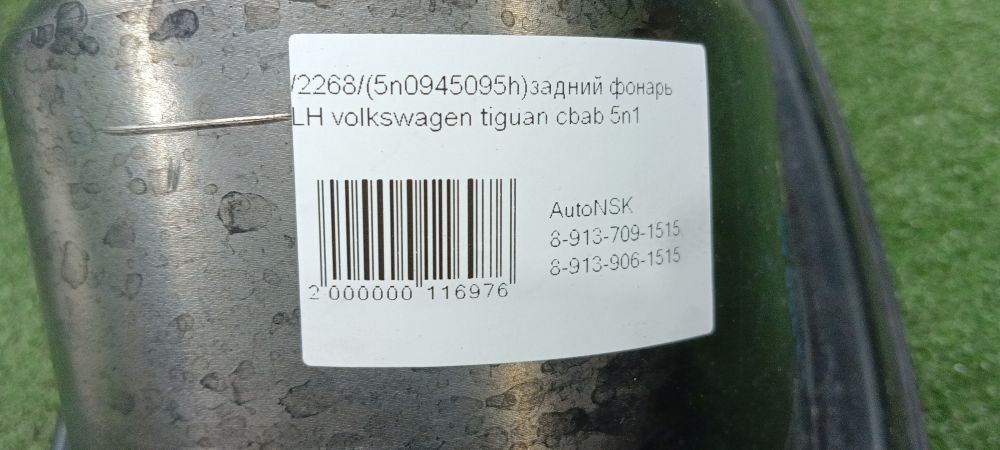 /2268/(5n0945095h)задний фонарь
LH volkswagen tiguan cbab 5n1
AutoNSK
8-913-709-1515,
8-913-906-1515
2 000000 116976